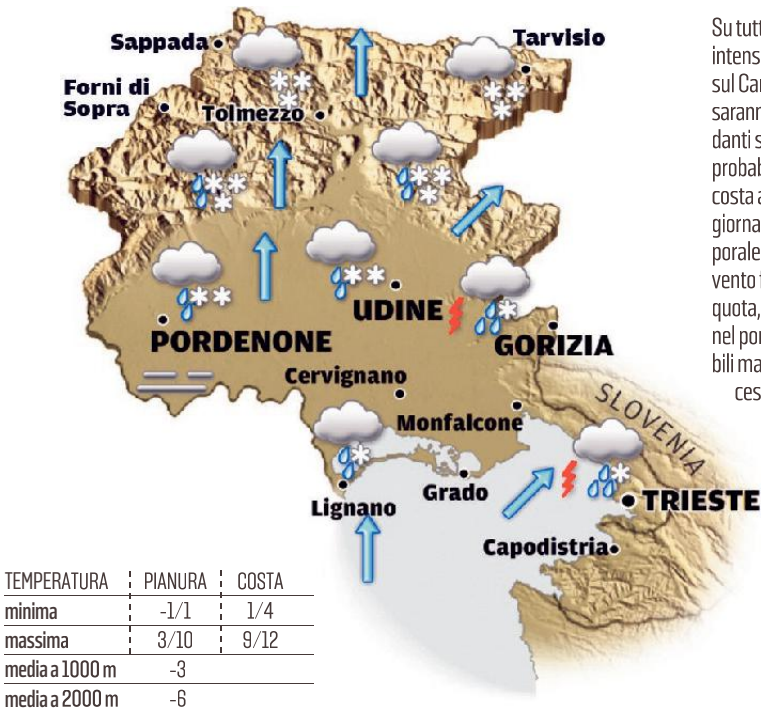 Sappada
Tarvisio
Forni di
Sopra
Tolmezzo
UDINE
PORDENONE
GORIZIA
Cervignano
Monfalcone
SLOVENIA
Lignano
Grado
TRIESTE
Capodistria
TEMPERATURA PIANURA COSTA
minima -1/1 1/4
massima 3/10 9/12
media a 1000 m -3
media a 2000 m -6
Su tutt
intens
sul Car
sarann
danti s
probab
costa a
giorna
porale
vento f
quota,
nel por
bili ma
ces